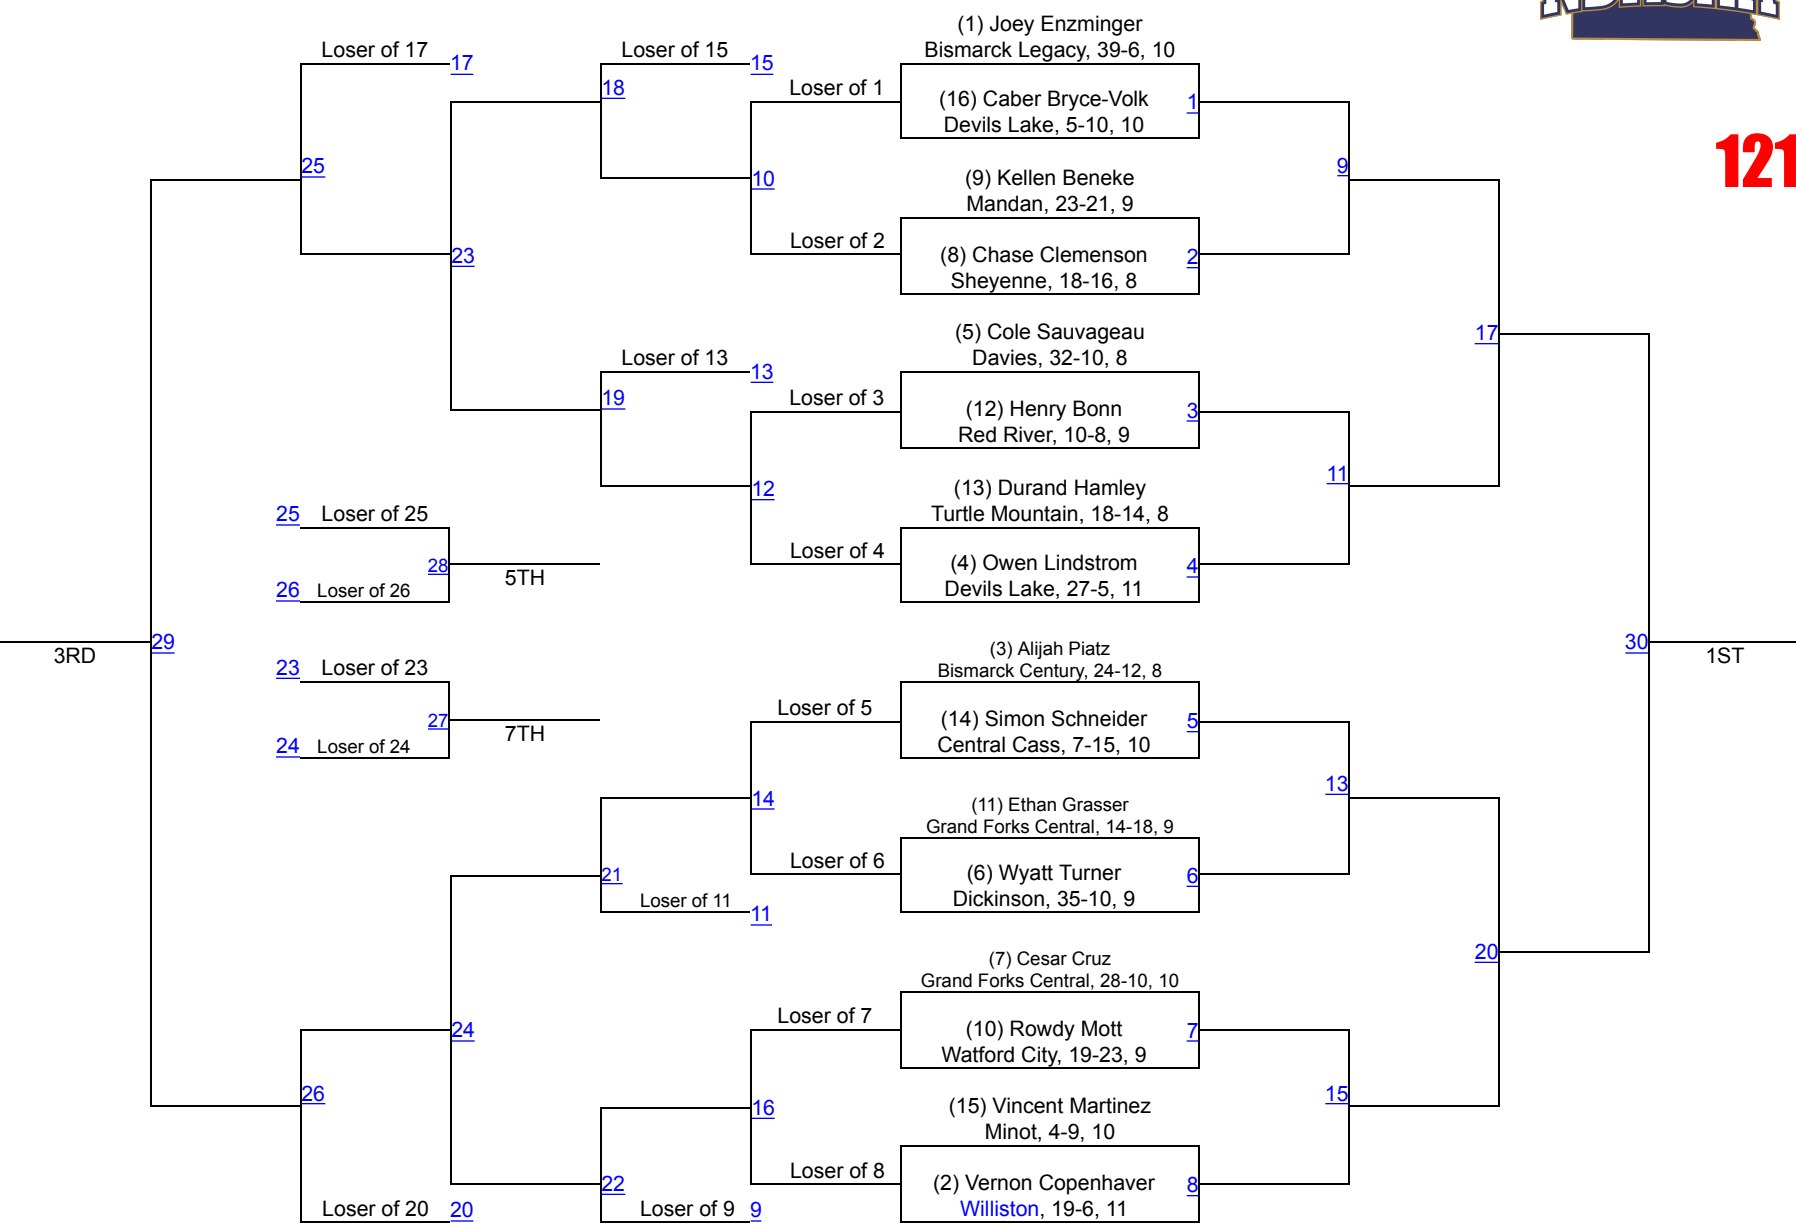 (1) Joey Enzminger
Bismarck Legacy, 39-6, 10
(16) Caber Bryce-Volk
Devils Lake, 5-10, 10
1
(9) Kellen Beneke
Mandan, 23-21, 9
(8) Chase Clemenson
Sheyenne, 18-16, 8
2
(5) Cole Sauvageau
Davies, 32-10, 8
(12) Henry Bonn
Red River, 10-8, 9
3
(13) Durand Hamley
Turtle Mountain, 18-14, 8
(4) Owen Lindstrom
Devils Lake, 27-5, 11
4
(3) Alijah Piatz
Bismarck Century, 24-12, 8
(14) Simon Schneider
Central Cass, 7-15, 10
5
(11) Ethan Grasser
Grand Forks Central, 14-18, 9
(6) Wyatt Turner
Dickinson, 35-10, 9
6
(7) Cesar Cruz
Grand Forks Central, 28-10, 10
(10) Rowdy Mott
Watford City, 19-23, 9
7
(15) Vincent Martinez
Minot, 4-9, 10
(2) Vernon Copenhaver
Williston, 19-6, 11
8
9
11
13
15
17
20
30
1ST
121
Loser of 1
Loser of 2
10
Loser of 3
Loser of 4
12
Loser of 5
Loser of 6
14
Loser of 7
Loser of 8
16
Loser of 15 15
18
Loser of 13 13
19
21
Loser of 11 11
22
Loser of 9 9
23
24
Loser of 17 17
25
26
Loser of 20 20
25 Loser of 25
26 Loser of 26
28
5TH
23 Loser of 23
24 Loser of 24
27
7TH
29
3RD